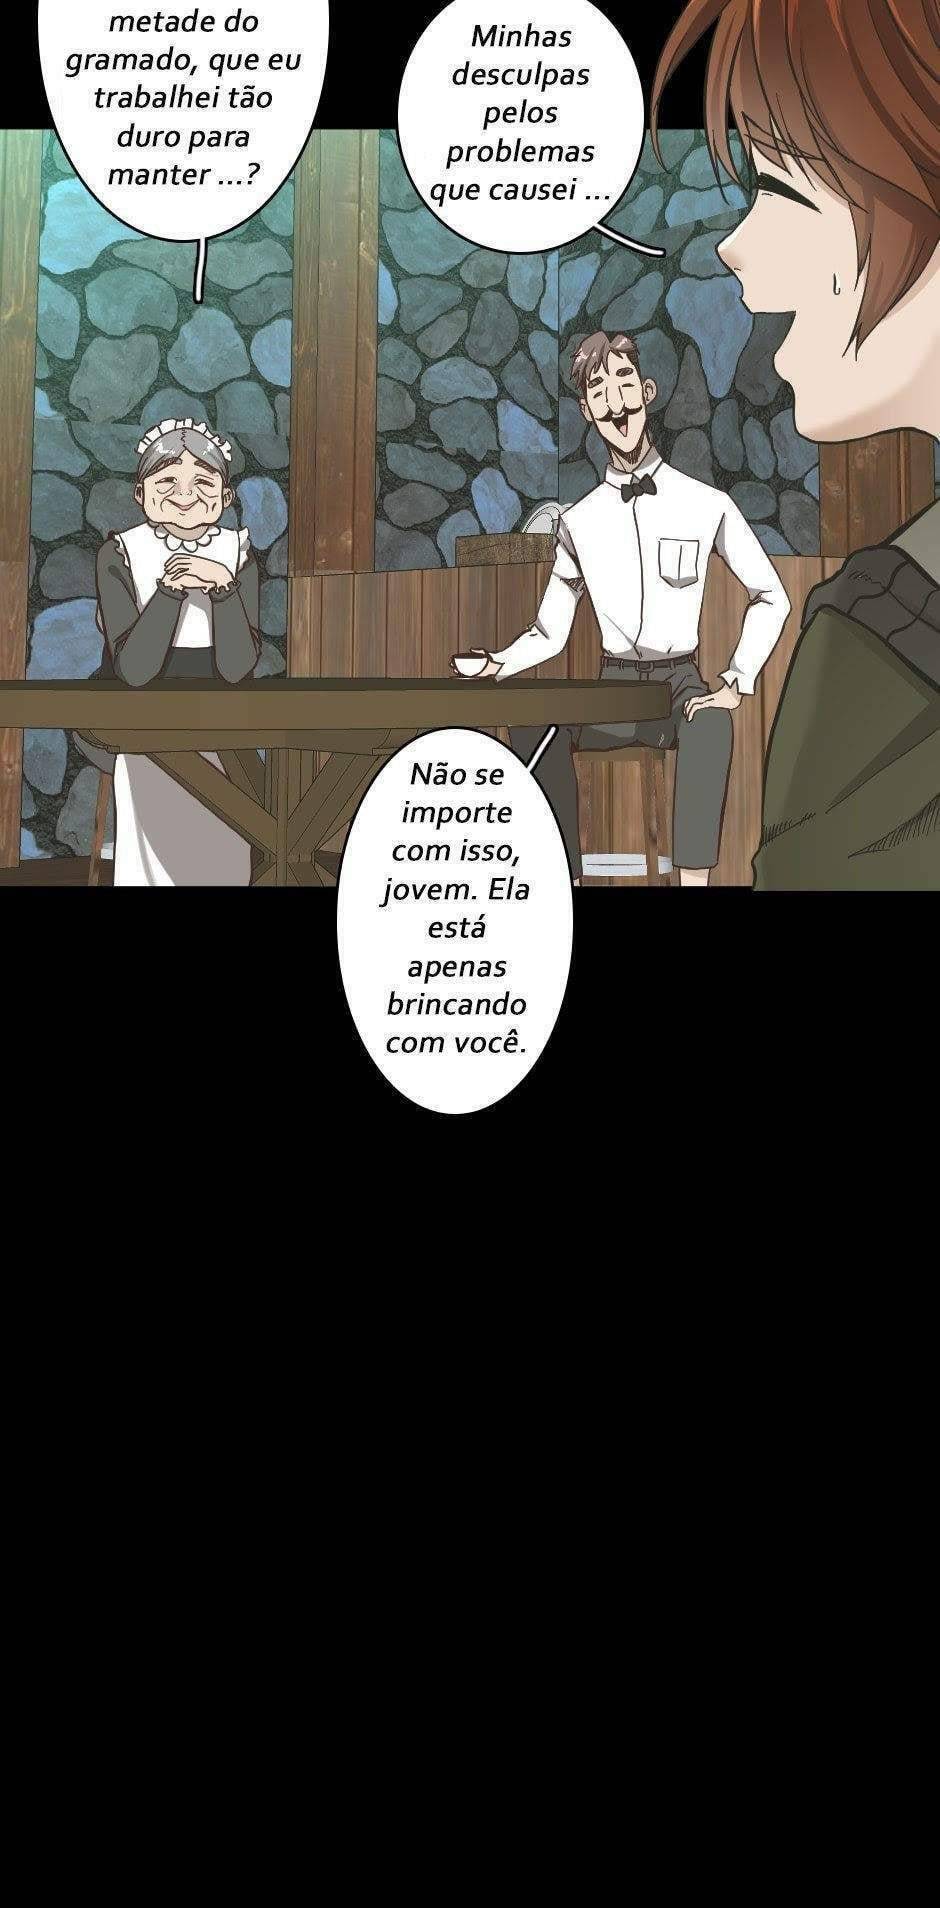 metade do
gramado, que eu
trabalhei tão
duro para
manter ...?
Minhas
desculpas
pelos
problemas
que causei ...
Não se
importe
com isso,
jovem. Ela
está
apenas
brincando
com você.